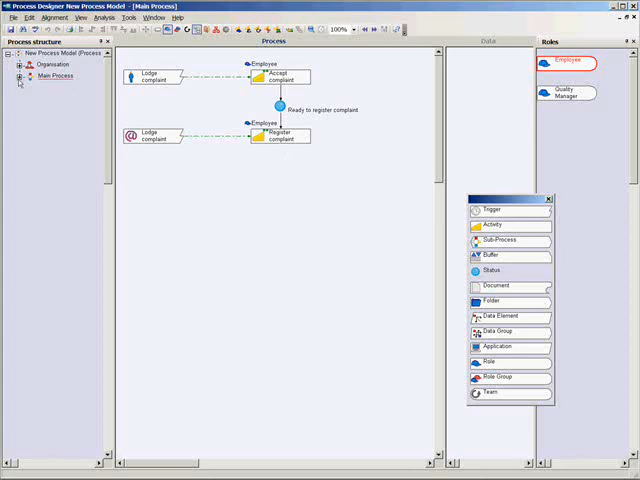 Process Designer New Process Model - [Main Process]
File Edit Alignment View Analysis Tools Window Help
100%
Process structure
Process
Data
Roles
New Process Model (Process
Organisation
Main Process
Lodge
complaint
Employee
Accept
complaint
Ready to register complaint
Lodge
complaint
Employee
Register
complaint
Employee
Quality
Manager
Trigger
Activity
Sub-Process
Buffer
Status
Document
Folder
Data Element
Data Group
Application
Role
Role Group
Team